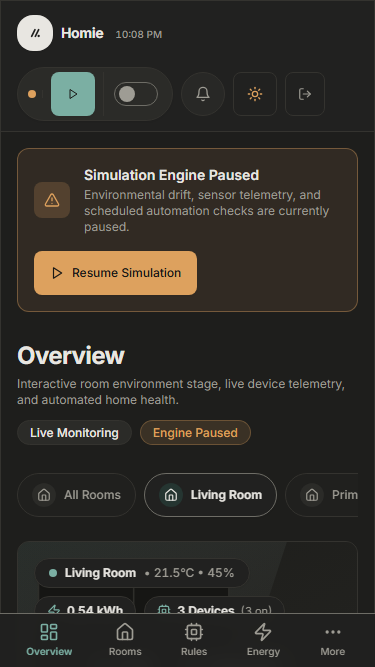 Homie 10:08 PM
Simulation Engine Paused
Environmental drift, sensor telemetry, and
scheduled automation checks are currently
paused.
Resume Simulation
Overview
Interactive room environment stage, live device telemetry,
and automated home health.
Live Monitoring Engine Paused
All Rooms Living Room Prim
Living Room • 21.5°C • 45%
0.54 kWh 3 Devices (3 on)
Overview Rooms Rules Energy More